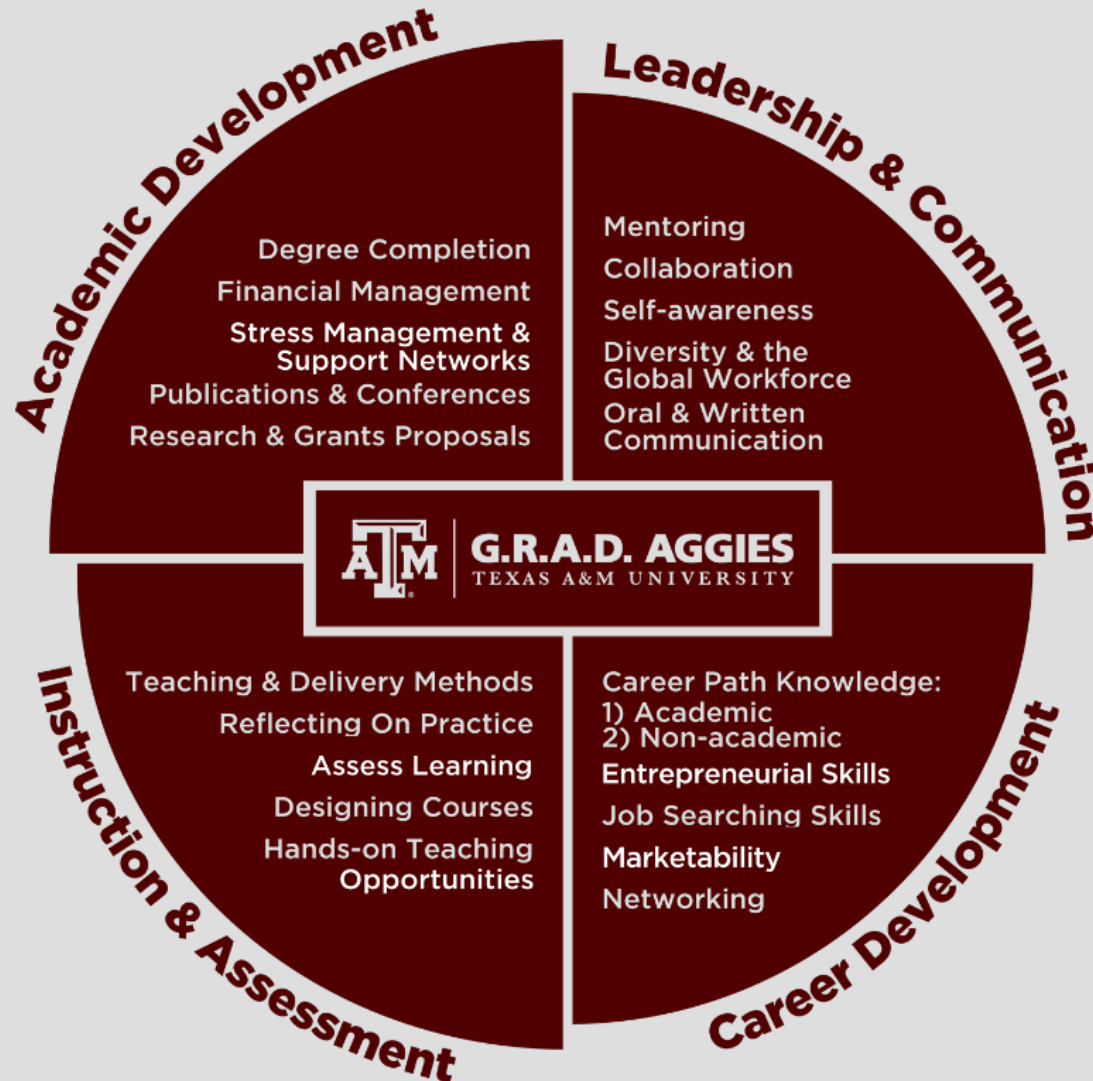 Academic Development
Degree Completion
Financial Management
Stress Management &
Support Networks
Publications & Conferences
Research & Grants Proposals
Leadership & Communication
Mentoring
Collaboration
Self-awareness
Diversity & the
Global Workforce
Oral & Written
Communication
ATM
G.R.A.D. AGGIES
TEXAS A&M UNIVERSITY
Instruction & Assessment
Teaching & Delivery Methods
Reflecting On Practice
Assess Learning
Designing Courses
Hands-on Teaching
Opportunities
Career Development
Career Path Knowledge:
1) Academic
2) Non-academic
Entrepreneurial Skills
Job Searching Skills
Marketability
Networking